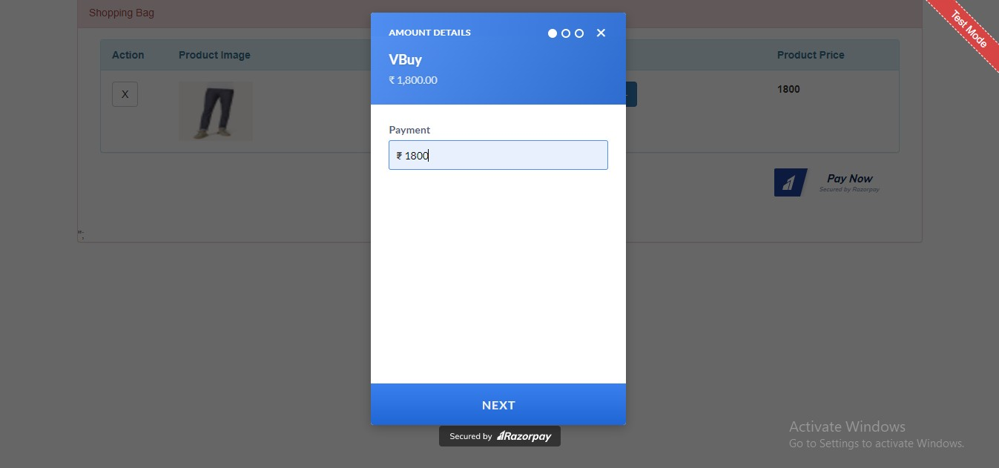 Shopping Bag
Test Mode
AMOUNT DETAILS
VBuy
₹ 1,800.00
Action Product Image Product Price
X 1800
Payment
₹ 1800
Pay Now
Secured by Razorpay
";
NEXT
Secured by Razorpay
Activate Windows
Go to Settings to activate Windows.